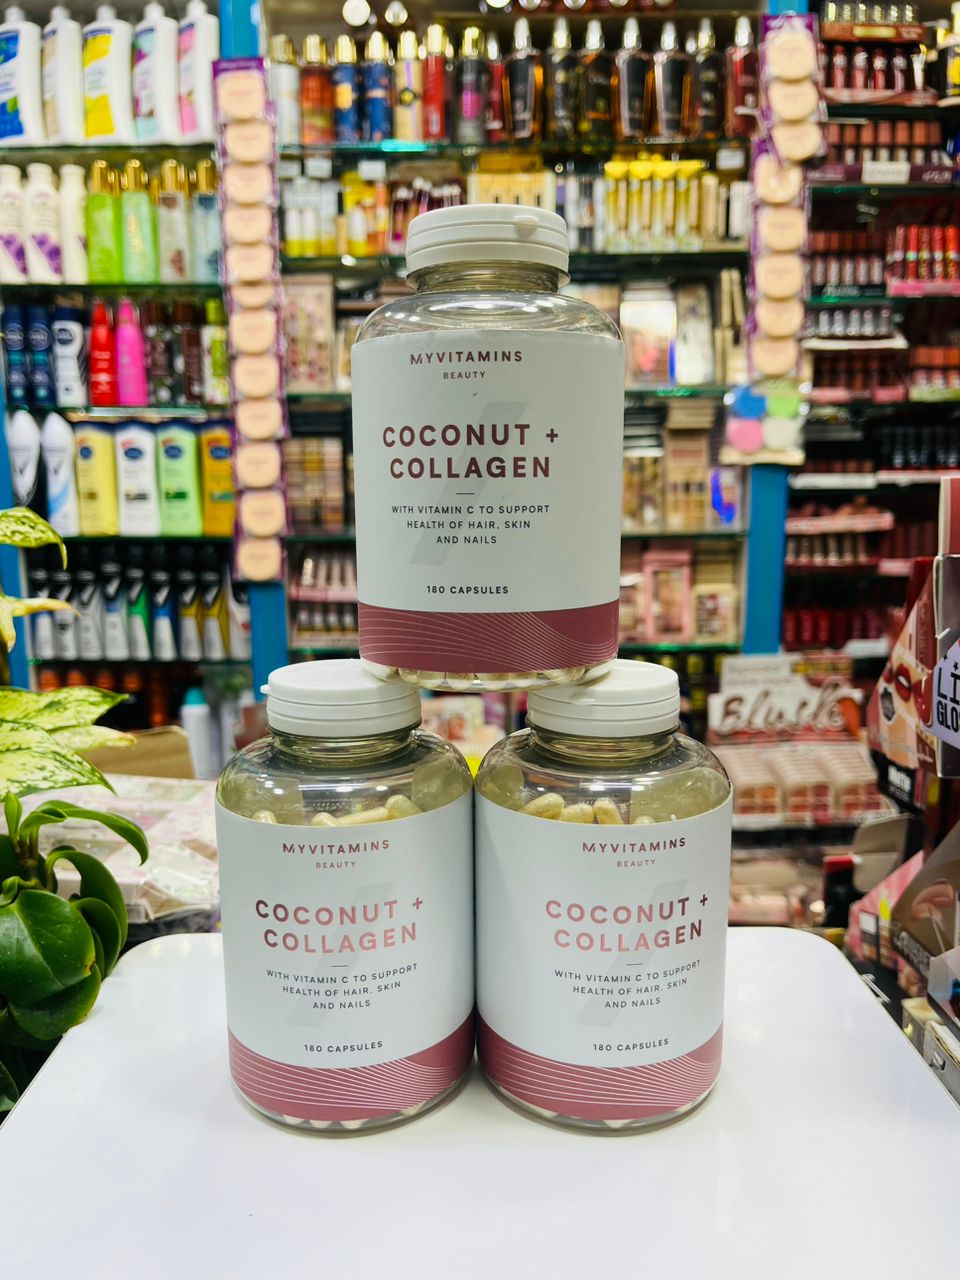 MYVITAMINS
BEAUTY
COCONUT +
COLLAGEN
WITH VITAMIN C TO SUPPORT
HEALTH OF HAIR, SKIN
AND NAILS
180 CAPSULES
MYVITAMINS
BEAUTY
COCONUT +
COLLAGEN
WITH VITAMIN C TO SUPPORT
HEALTH OF HAIR, SKIN
AND NAILS
180 CAPSULES
MYVITAMINS
BEAUTY
COCONUT +
COLLAGEN
WITH VITAMIN C TO SUPPORT
HEALTH OF HAIR, SKIN
AND NAILS
180 CAPSULES
Blush